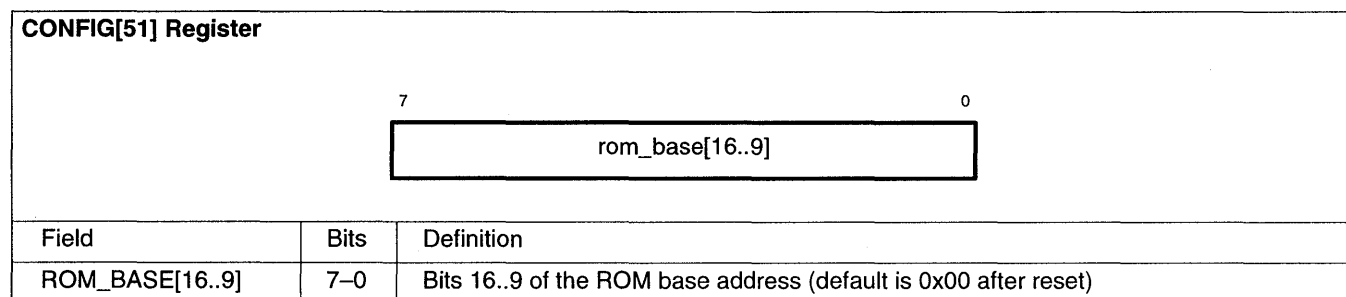 CONFIG[51] Register
7 0
rom_base[16..9]
Field Bits Definition
ROM_BASE[16..9] 7–0 Bits 16..9 of the ROM base address (default is 0x00 after reset)